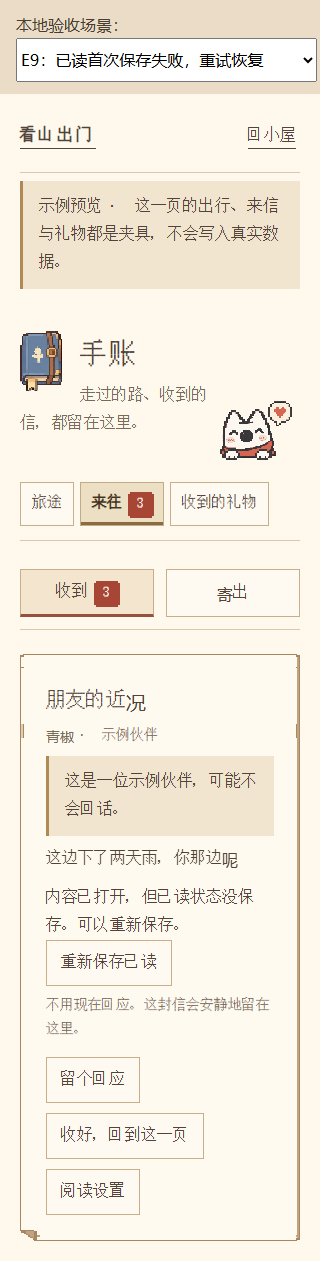 本地验收场景：
E9：已读首次保存失败，重试恢复
看山出门 回小屋
示例预览 · 这一页的出行、来信
与礼物都是夹具，不会写入真实数
据。
手账
走过的路、收到的
信，都留在这里。
旅途 来往 3 收到的礼物
收到 3 寄出
朋友的近况
青椒 · 示例伙伴
这是一位示例伙伴，可能不
会回话。
这边下了两天雨，你那边呢
内容已打开，但已读状态没保
存。可以重新保存。
重新保存已读
不用现在回应。这封信会安静地留在
这里。
留个回应
收好，回到这一页
阅读设置